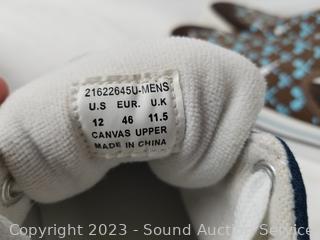 21622645U-MENS
U.S EUR. U.K
12 46 11.5
CANVAS UPPER
MADE IN CHINA
Copyright 2023 - Sound Auction Service